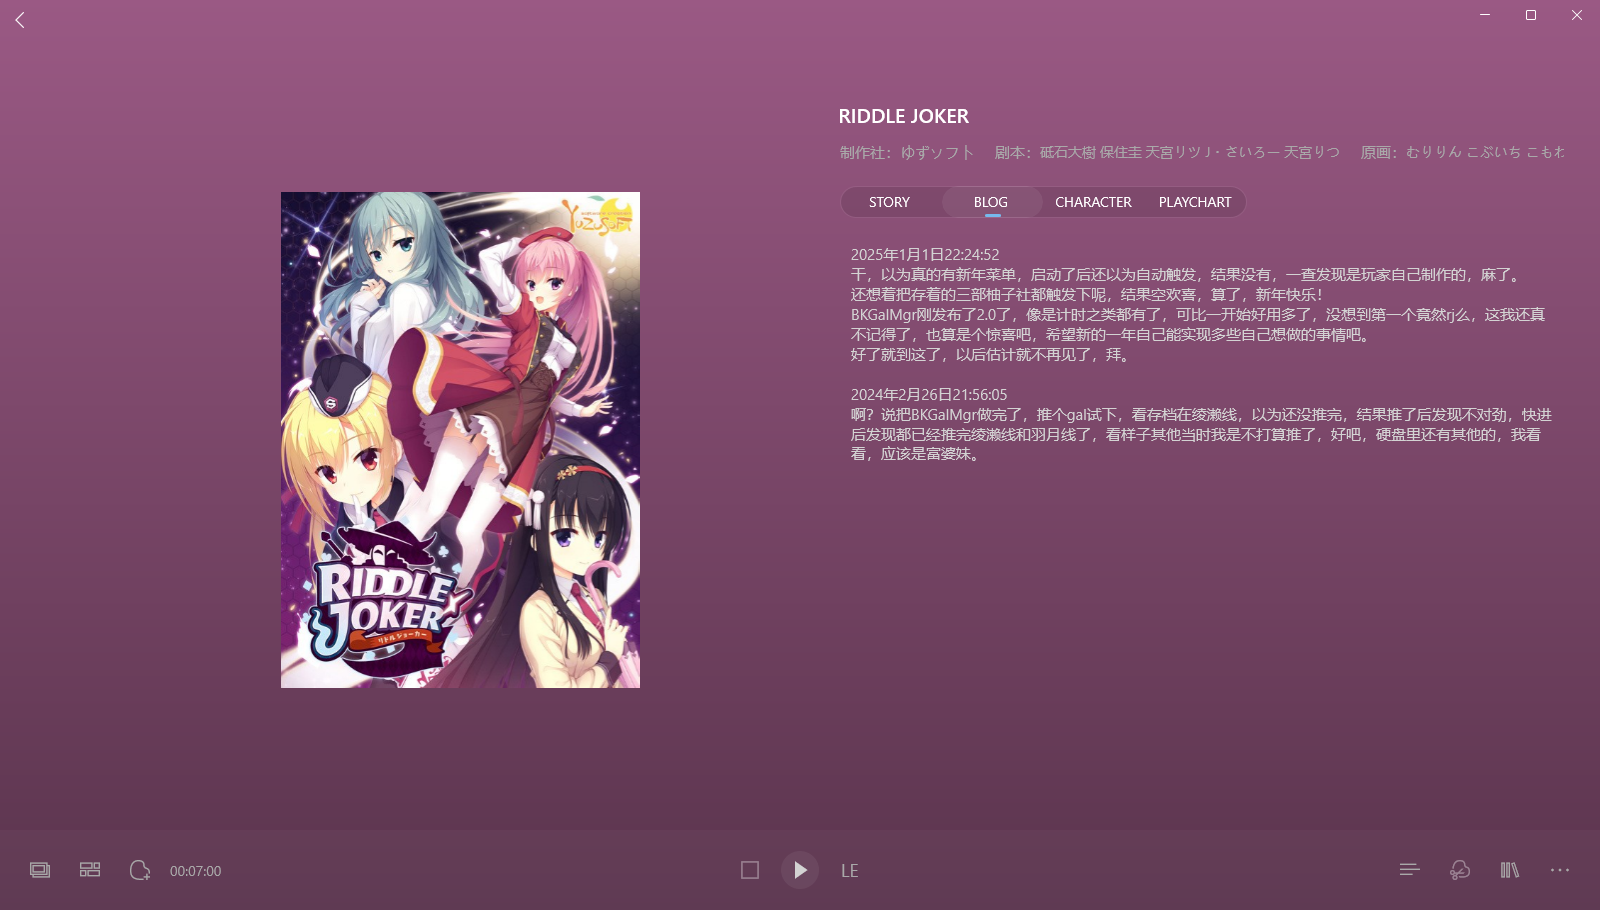 RIDDLE JOKER
制作社：ゆずソフト 剧本：砥石大樹 保住圭 天宮リツ J・さいろー 天宮りつ 原画：むりりん こぶいち こもわ
STORY
BLOG
CHARACTER
PLAYCHART
2025年1月1日22:24:52
干，以为真的有新年菜单，启动了后还以为自动触发，结果没有，一查发现是玩家自己制作的，麻了。
还想着把存着的三部柚子社都触发下呢，结果空欢喜，算了，新年快乐！
BKGalMgr刚发布了2.0了，像是计时之类都有了，可比一开始好用多了，没想到第一个竟然rj么，这我还真
不记得了，也算是个惊喜吧，希望新的一年自己能实现多些自己想做的事情吧。
好了就到这了，以后估计就不再见了，拜。
2024年2月26日21:56:05
啊？说把BKGalMgr做完了，推个gal试下，看存档在绫濑线，以为还没推完，结果推了后发现不对劲，快进
后发现都已经推完绫濑线和羽月线了，看样子其他当时我是不打算推了，好吧，硬盘里还有其他的，我看
看，应该是富婆妹。
YUZUSOFT
RIDDLE
JOKER
リドルジョーカー
00:07:00
LE